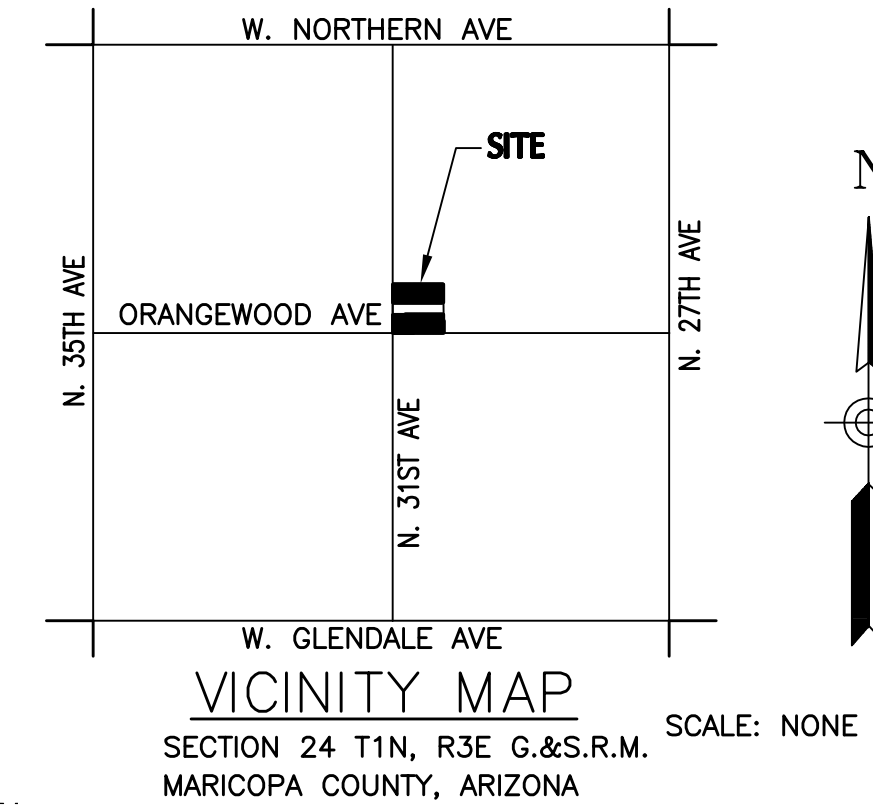 W. NORTHERN AVE
SITE
N
N. 35TH AVE
ORANGEWOOD AVE
N. 27TH AVE
N. 31ST AVE
W. GLENDALE AVE
VICINITY MAP
SCALE: NONE
SECTION 24 T1N, R3E G.&S.R.M.
MARICOPA COUNTY, ARIZONA